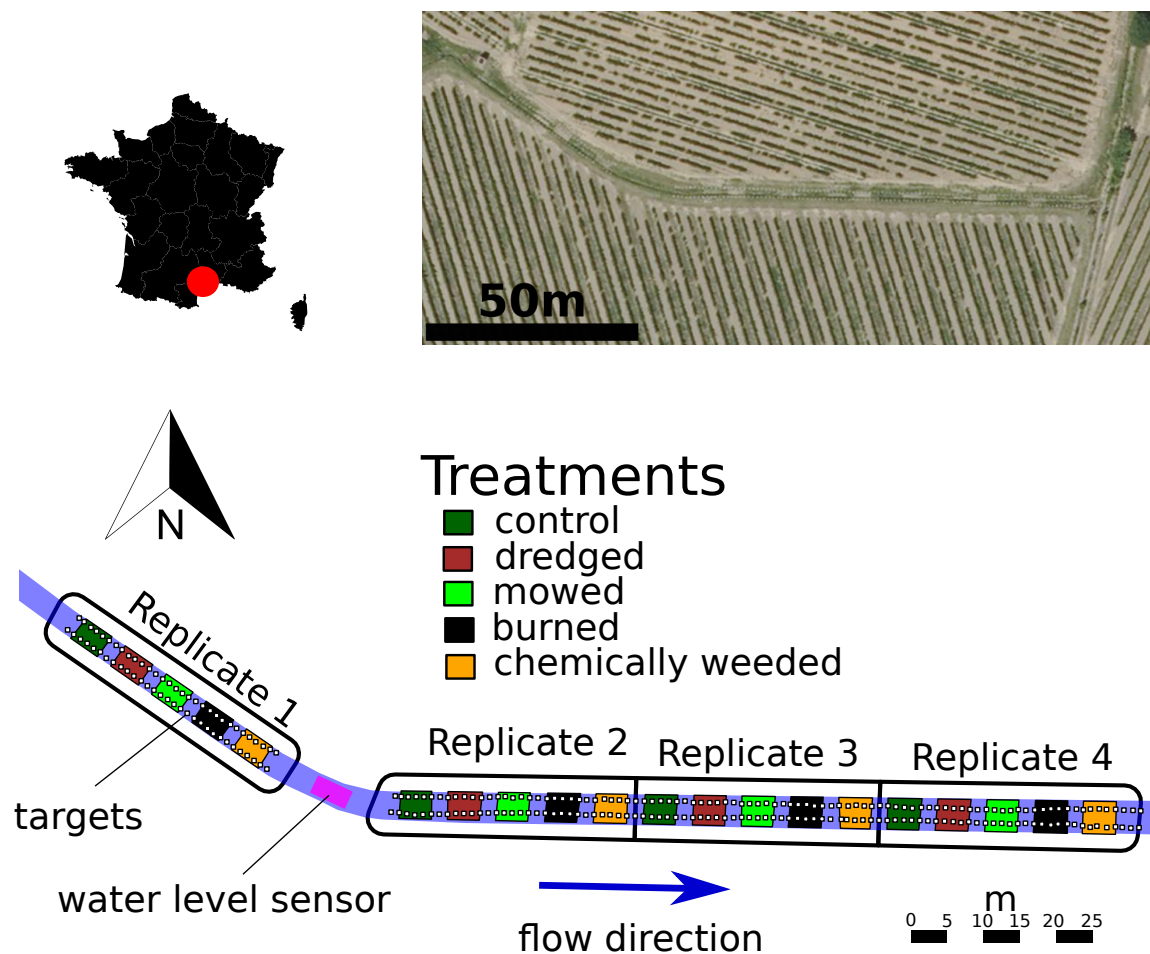 50m
N
Treatments
control
dredged
mowed
burned
chemically weeded
Replicate 1
Replicate 2
Replicate 3
Replicate 4
targets
water level sensor
flow direction
m
0 5 10 15 20 25